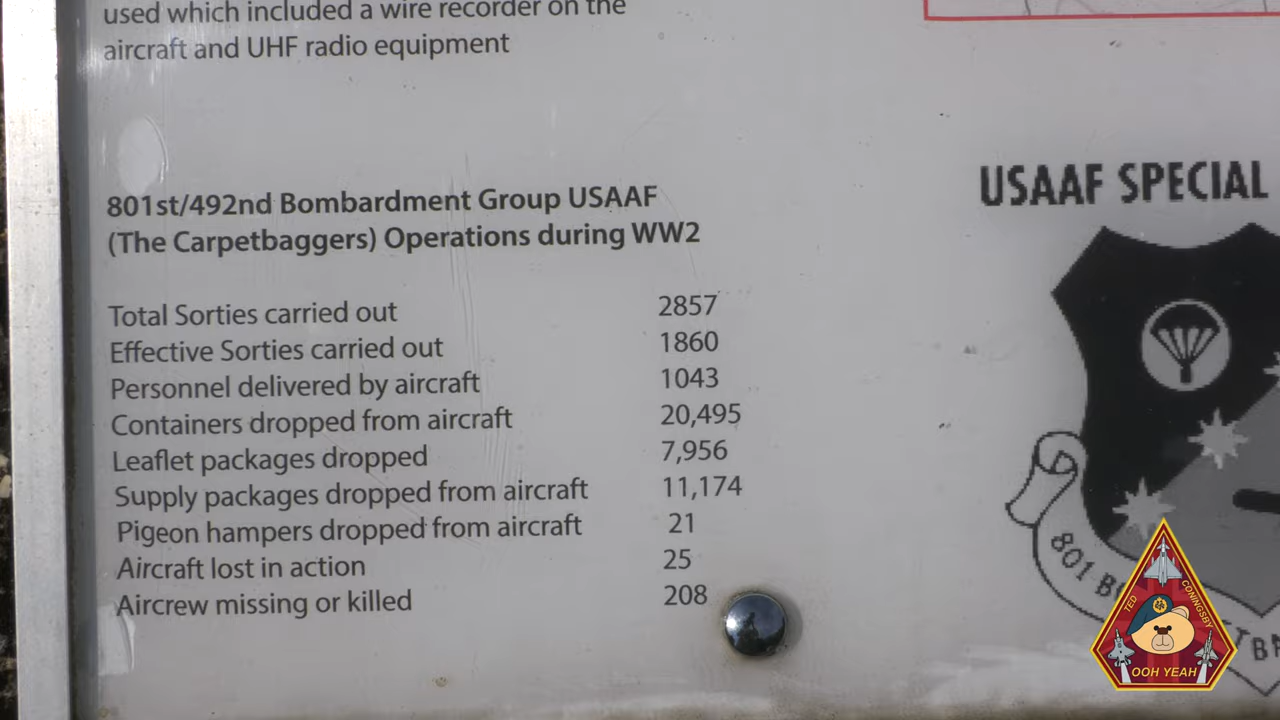 used which included a wire recorder on the
aircraft and UHF radio equipment
801st/492nd Bombardment Group USAAF
(The Carpetbaggers) Operations during WW2
Total Sorties carried out 2857
Effective Sorties carried out 1860
Personnel delivered by aircraft 1043
Containers dropped from aircraft 20,495
Leaflet packages dropped 7,956
Supply packages dropped from aircraft 11,174
Pigeon hampers dropped from aircraft 21
Aircraft lost in action 25
Aircrew missing or killed 208
USAAF SPECIAL
801
TED CONINGSBY
OOH YEAH